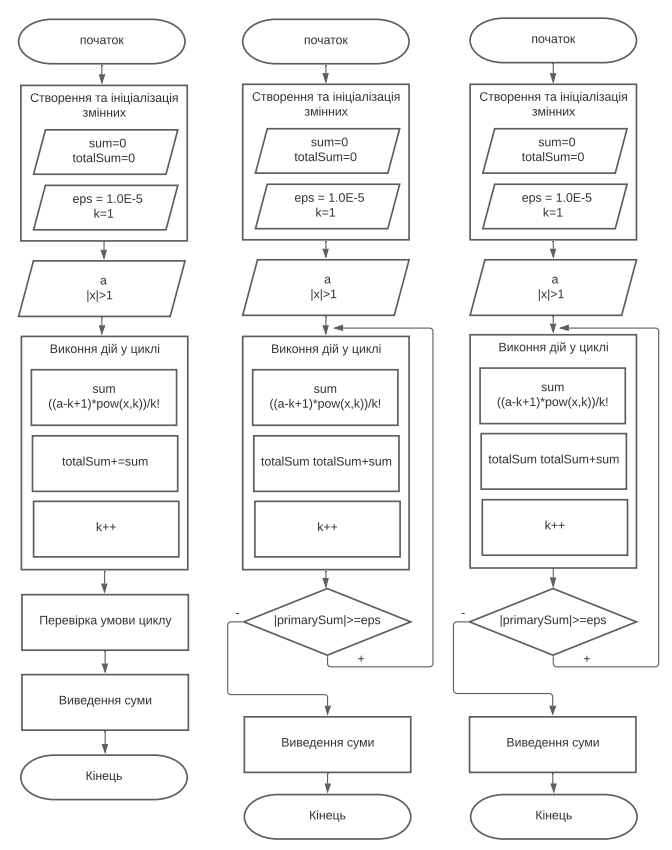 початок
Створення та ініціалізація
змінних
sum=0
totalSum=0
eps = 1.0E-5
k=1
a
|x|>1
Виконня дій у циклі
sum
((a-k+1)*pow(x,k))/k!
totalSum+=sum
k++
Перевірка умови циклу
Виведення суми
Кінець
початок
Створення та ініціалізація
змінних
sum=0
totalSum=0
eps = 1.0E-5
k=1
a
|x|>1
Виконня дій у циклі
sum
((a-k+1)*pow(x,k))/k!
totalSum totalSum+sum
k++
-
|primarySum|>=eps
+
Виведення суми
Кінець
початок
Створення та ініціалізація
змінних
sum=0
totalSum=0
eps = 1.0E-5
k=1
a
|x|>1
Виконня дій у циклі
sum
((a-k+1)*pow(x,k))/k!
totalSum totalSum+sum
k++
-
|primarySum|>=eps
+
Виведення суми
Кінець